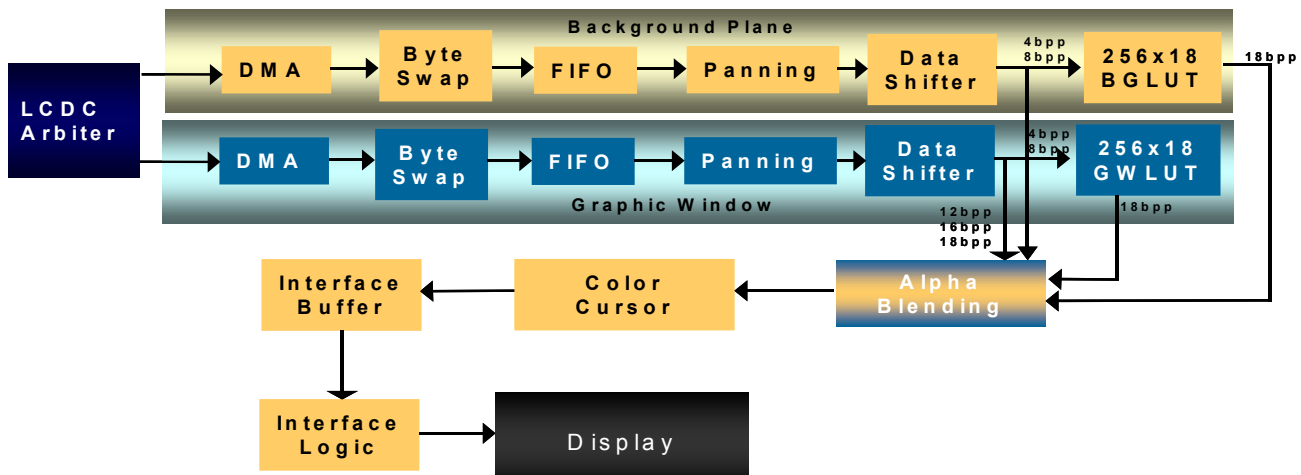 Background Plane
DMA
Byte
Swap
FIFO
Panning
Data
Shifter
4bpp
8bpp
256x18
BGLUT
18bpp
LCDC
Arbiter
DMA
Byte
Swap
FIFO
Panning
Data
Shifter
4bpp
8bpp
256x18
GWLUT
Graphic Window
12bpp
16bpp
18bpp
18bpp
Interface
Buffer
Color
Cursor
Alpha
Blending
Interface
Logic
Display